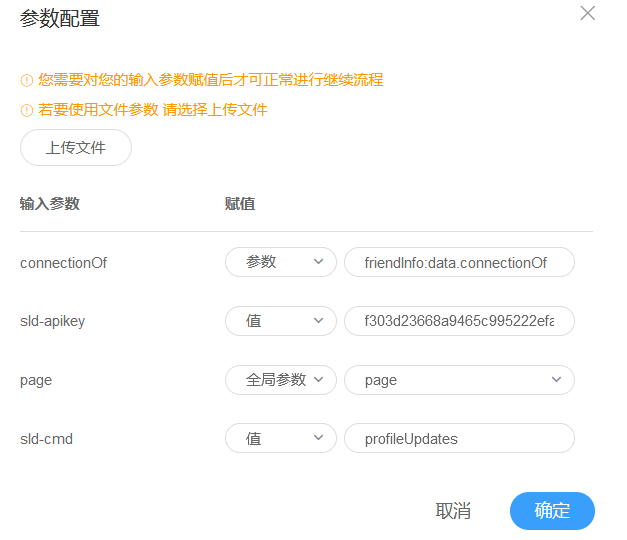 参数配置
您需要对您的输入参数赋值后才可正常进行继续流程
若要使用文件参数 请选择上传文件
上传文件
输入参数 赋值
connectionOf 参数 friendInfo:data.connectionOf
sld-apikey 值 f303d23668a9465c995222efa
page 全局参数 page
sld-cmd 值 profileUpdates
取消 确定